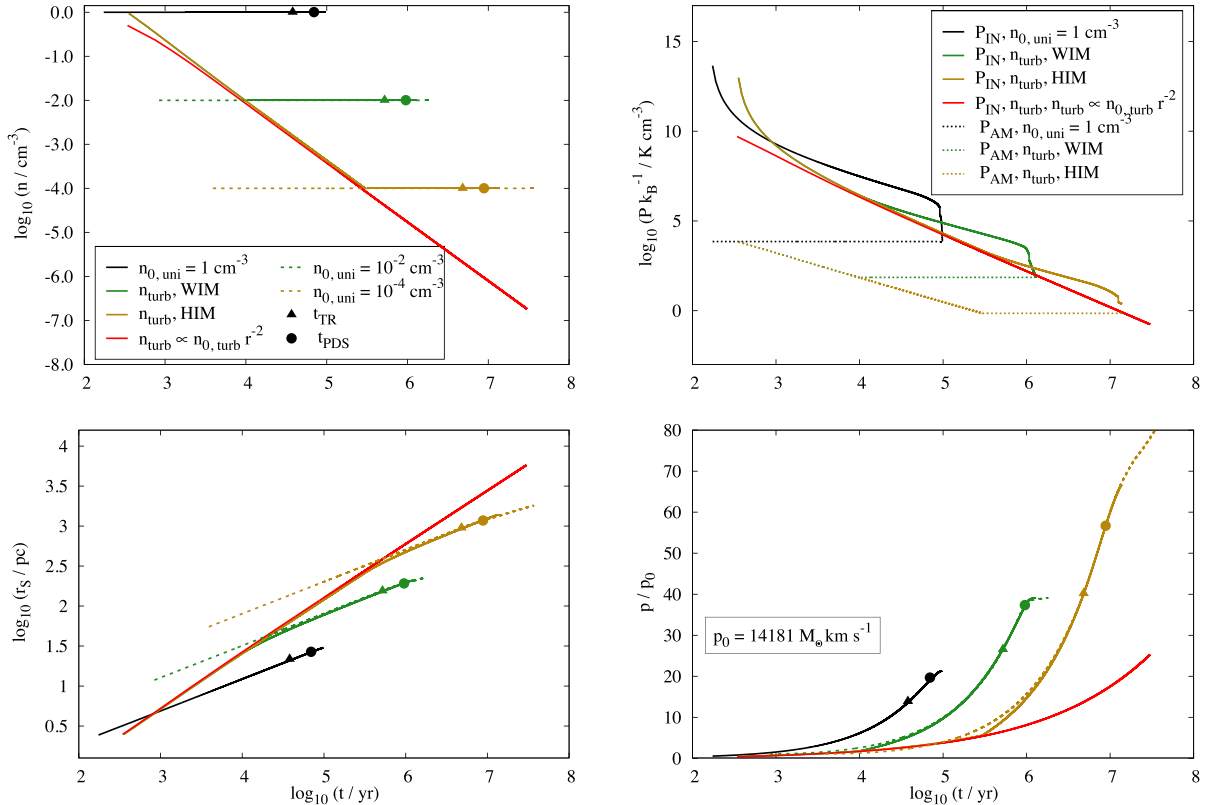 0.0
-1.0
-2.0
-3.0
-4.0
-5.0
-6.0
-7.0
-8.0
log10 (n / cm-3)
n0, uni = 1 cm-3
nturb, WIM
nturb, HIM
nturb ∝ n0, turb r-2
n0, uni = 10-2 cm-3
n0, uni = 10-4 cm-3
tTR
tPDS
2 3 4 5 6 7 8
15
10
5
0
log10 (P kB-1 / K cm-3)
PIN, n0, uni = 1 cm-3
PIN, nturb, WIM
PIN, nturb, HIM
PIN, nturb, nturb ∝ n0, turb r-2
PAM, n0, uni = 1 cm-3
PAM, nturb, WIM
PAM, nturb, HIM
2 3 4 5 6 7 8
4
3.5
3
2.5
2
1.5
1
0.5
log10 (rS / pc)
2 3 4 5 6 7 8
log10 (t / yr)
80
70
60
50
40
30
20
10
0
p / p0
p0 = 14181 M⊙ km s-1
2 3 4 5 6 7 8
log10 (t / yr)